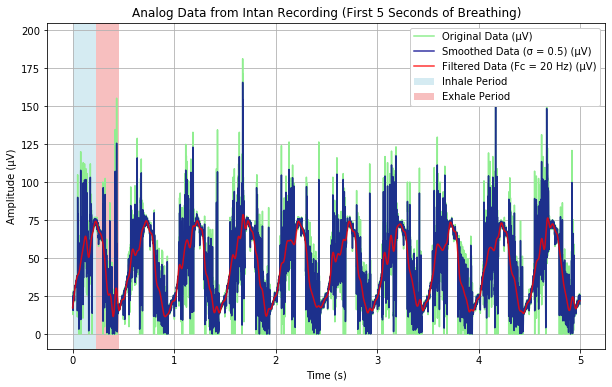 Analog Data from Intan Recording (First 5 Seconds of Breathing)
Original Data (μV)
Smoothed Data (σ = 0.5) (μV)
Filtered Data (Fc = 20 Hz) (μV)
Inhale Period
Exhale Period
Amplitude (μV)
200
175
150
125
100
75
50
25
0
0 1 2 3 4 5
Time (s)